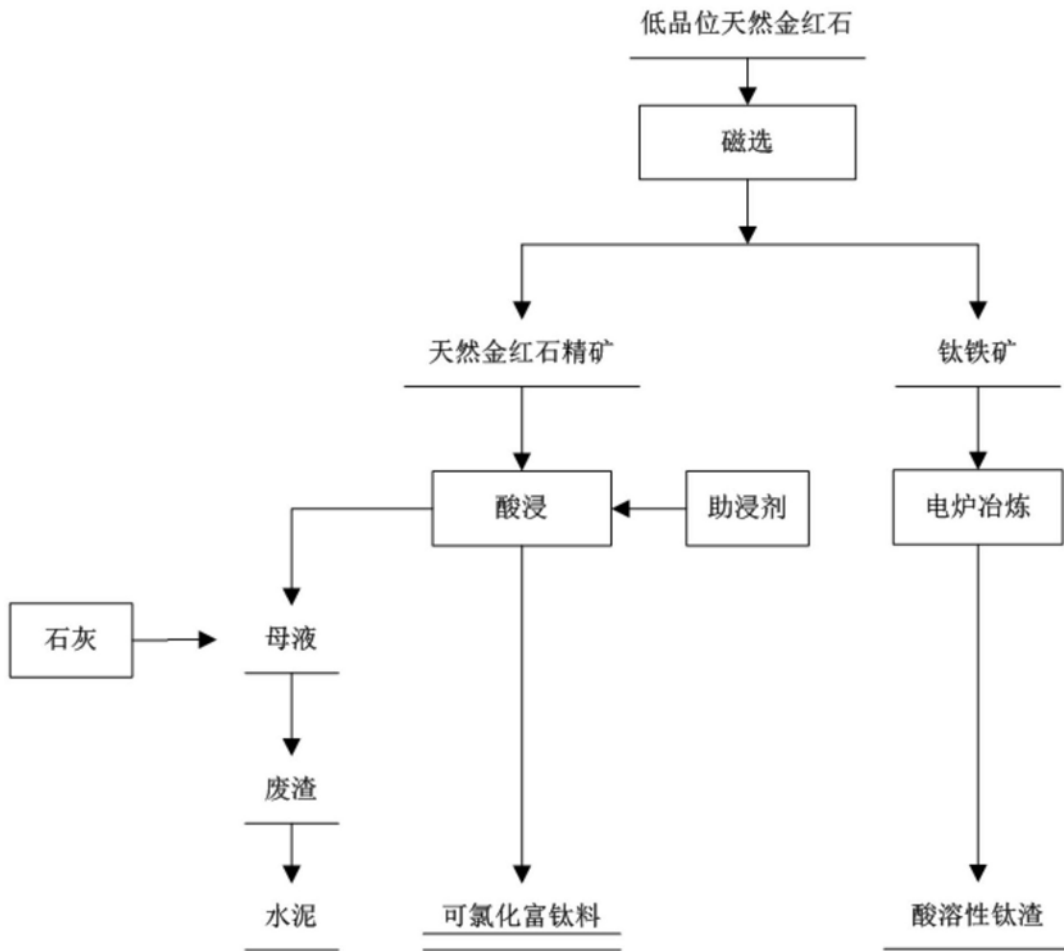 低品位天然金红石
磁选
天然金红石精矿
钛铁矿
酸浸
助浸剂
电炉冶炼
石灰
母液
废渣
水泥
可氯化富钛料
酸溶性钛渣